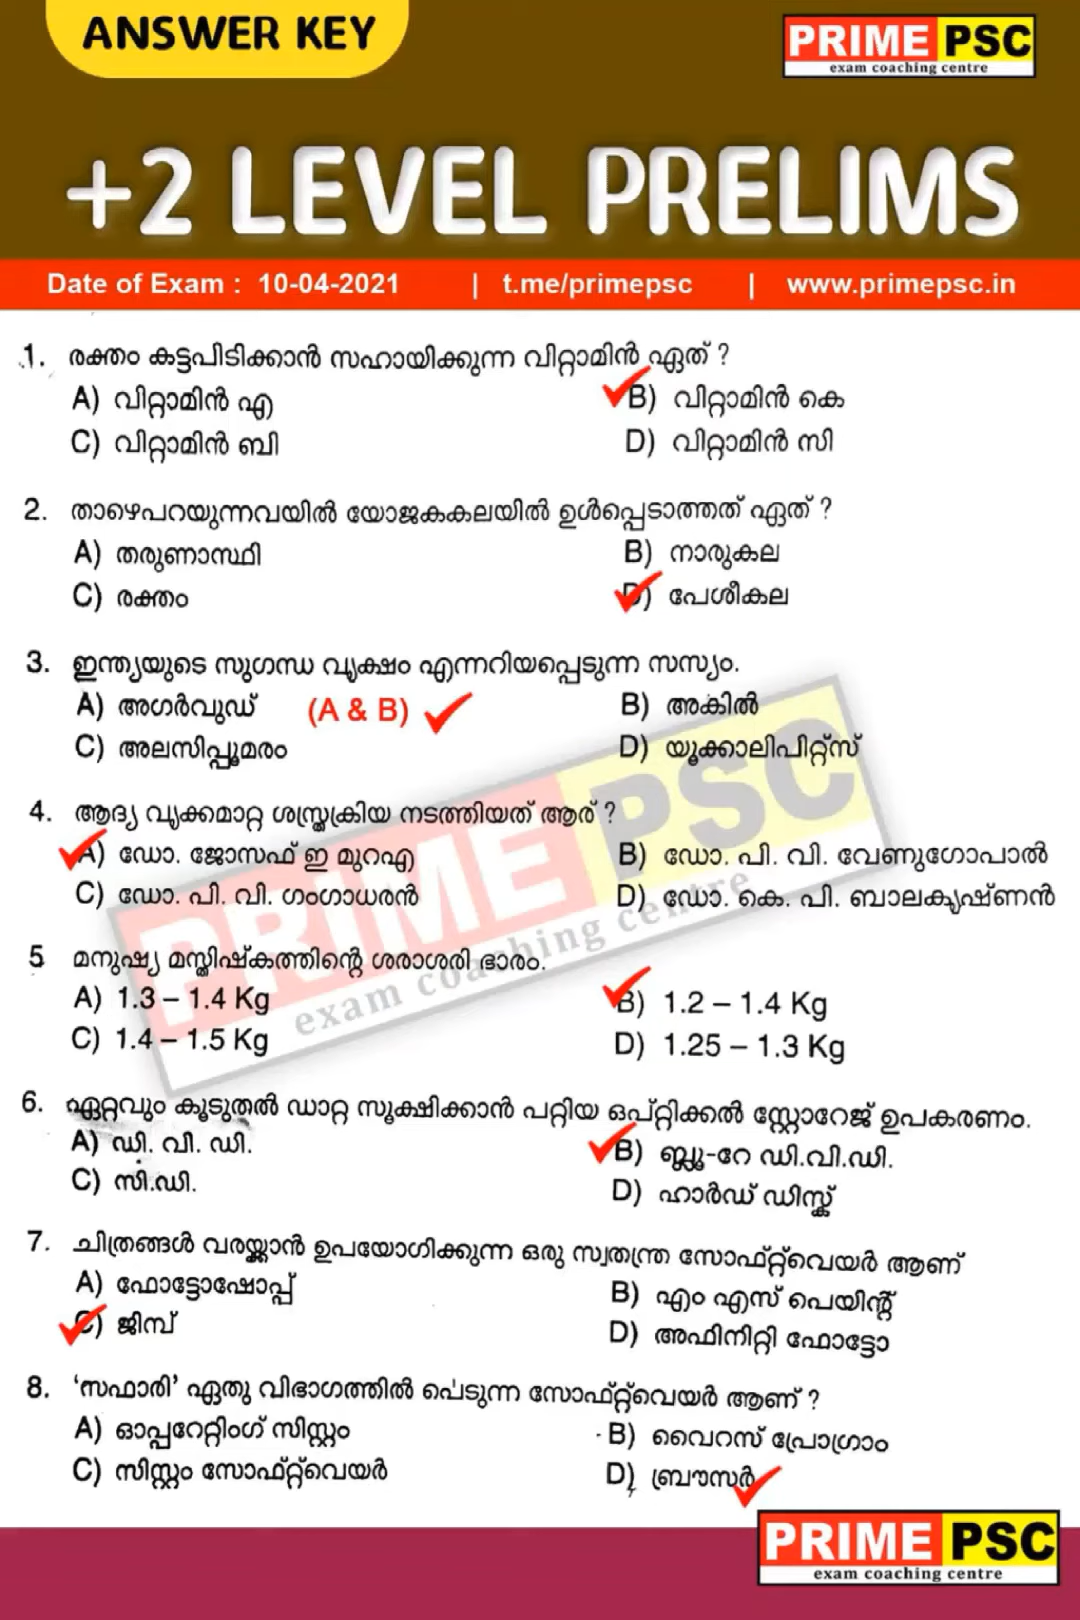 ANSWER KEY
PRIME PSC
exam coaching centre
+2 LEVEL PRELIMS
Date of Exam : 10-04-2021 | t.me/primepsc | www.primepsc.in
1. രക്തം കട്ടപിടിക്കാൻ സഹായിക്കുന്ന വിറ്റാമിൻ ഏത് ?
A) വിറ്റാമിൻ എ B) വിറ്റാമിൻ കെ
C) വിറ്റാമിൻ ബി D) വിറ്റാമിൻ സി
2. താഴെപറയുന്നവയിൽ യോജകകലയിൽ ഉൾപ്പെടാത്തത് ഏത് ?
A) തരുണാസ്ഥി B) നാരുകല
C) രക്തം D) പേശീകല
3. ഇന്ത്യയുടെ സുഗന്ധ വൃക്ഷം എന്നറിയപ്പെടുന്ന സസ്യം.
A) അഗർവുഡ് (A & B) B) അകിൽ
C) അലസിപ്പൂമരം D) യൂക്കാലിപിറ്റ്സ്
4. ആദ്യ വൃക്കമാറ്റ ശസ്ത്രക്രിയ നടത്തിയത് ആര് ?
A) ഡോ. ജോസഫ് ഇ മുറഎ B) ഡോ. പി. വി. വേണുഗോപാൽ
C) ഡോ. പി. വി. ഗംഗാധരൻ D) ഡോ. കെ. പി. ബാലകൃഷ്ണൻ
5 മനുഷ്യ മസ്തിഷ്കത്തിന്റെ ശരാശരി ഭാരം.
A) 1.3 – 1.4 Kg B) 1.2 – 1.4 Kg
C) 1.4 – 1.5 Kg D) 1.25 – 1.3 Kg
6. ഏറ്റവും കൂടുതൽ ഡാറ്റ സൂക്ഷിക്കാൻ പറ്റിയ ഒപ്റ്റിക്കൽ സ്റ്റോറേജ് ഉപകരണം.
A) ഡി. വി. ഡി. B) ബ്ലൂ-റേ ഡി.വി.ഡി.
C) സി.ഡി. D) ഹാർഡ് ഡിസ്ക്
7. ചിത്രങ്ങൾ വരയ്ക്കാൻ ഉപയോഗിക്കുന്ന ഒരു സ്വതന്ത്ര സോഫ്റ്റ്‌വെയർ ആണ്
A) ഫോട്ടോഷോപ്പ് B) എം എസ് പെയിന്റ്
C) ജിമ്പ് D) അഫിനിറ്റി ഫോട്ടോ
8. 'സഫാരി' ഏതു വിഭാഗത്തിൽ പെടുന്ന സോഫ്റ്റ്‌വെയർ ആണ് ?
A) ഓപ്പറേറ്റിംഗ് സിസ്റ്റം B) വൈറസ് പ്രോഗ്രാം
C) സിസ്റ്റം സോഫ്റ്റ്‌വെയർ D) ബ്രൗസർ
PRIME PSC
exam coaching centre
PRIME PSC
exam coaching centre